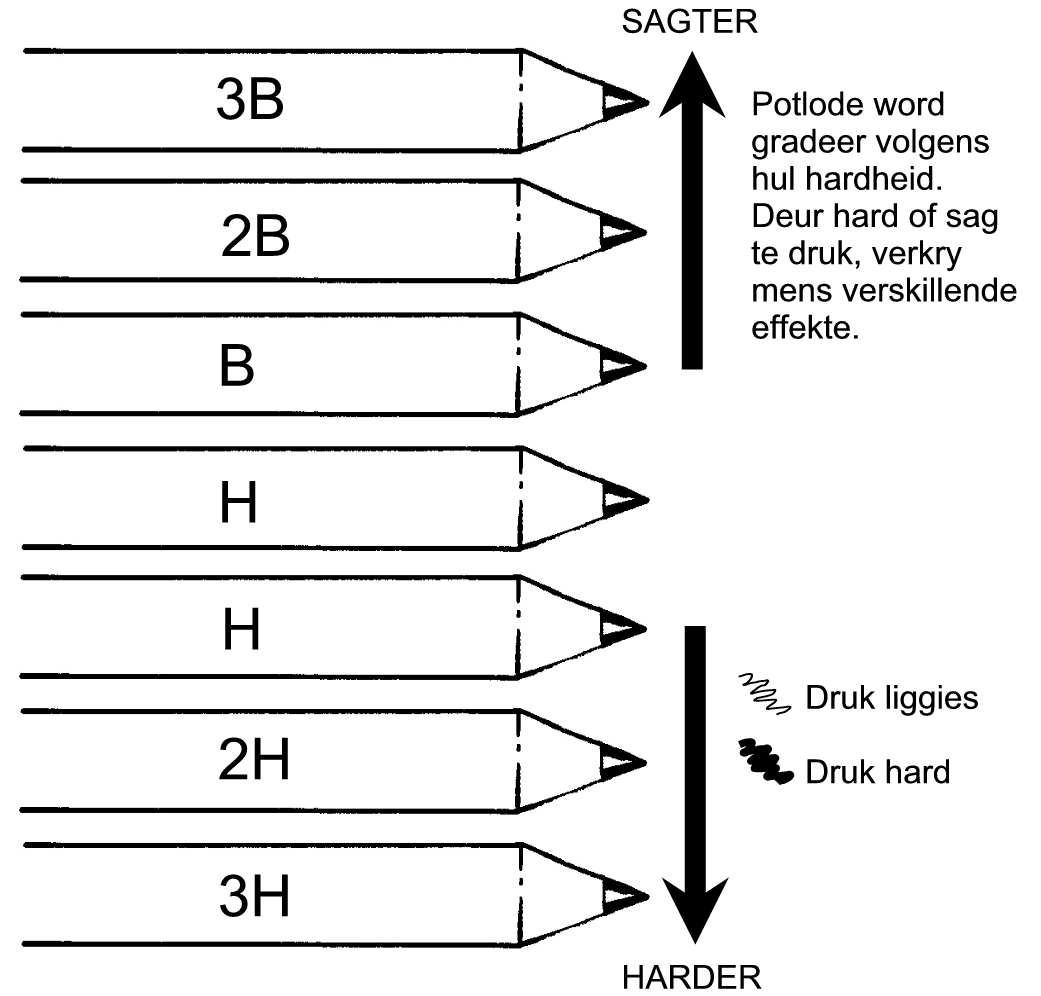 SAGTER
3B
Potlode word
gradeer volgens
hul hardheid.
Deur hard of sag
te druk, verkry
mens verskillende
effekte.
2B
B
H
H
Druk liggies
2H
Druk hard
3H
HARDER